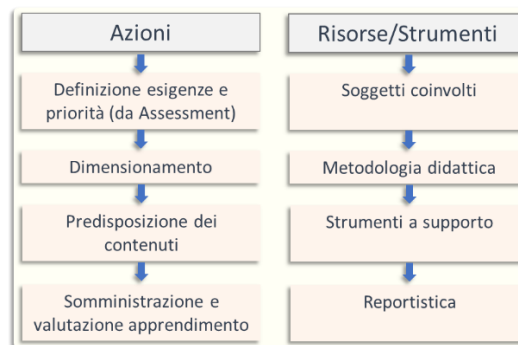 Azioni
Definizione esigenze e
priorità (da Assessment)
Dimensionamento
Predisposizione dei
contenuti
Somministrazione e
valutazione apprendimento
Risorse/Strumenti
Soggetti coinvolti
Metodologia didattica
Strumenti a supporto
Reportistica